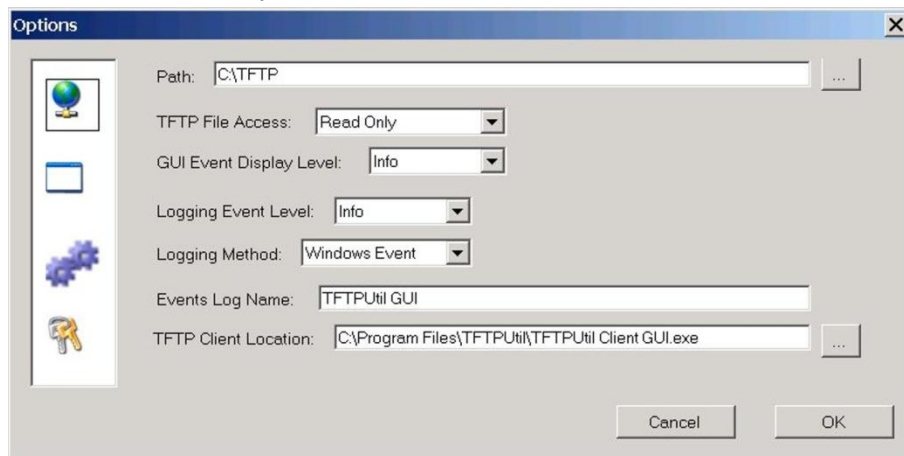 Options
Path: C:\TFTP ...
TFTP File Access: Read Only
GUI Event Display Level: Info
Logging Event Level: Info
Logging Method: Windows Event
Events Log Name: TFTPUtil GUI
TFTP Client Location: C:\Program Files\TFTPUtil\TFTPUtil Client GUI.exe ...
Cancel OK